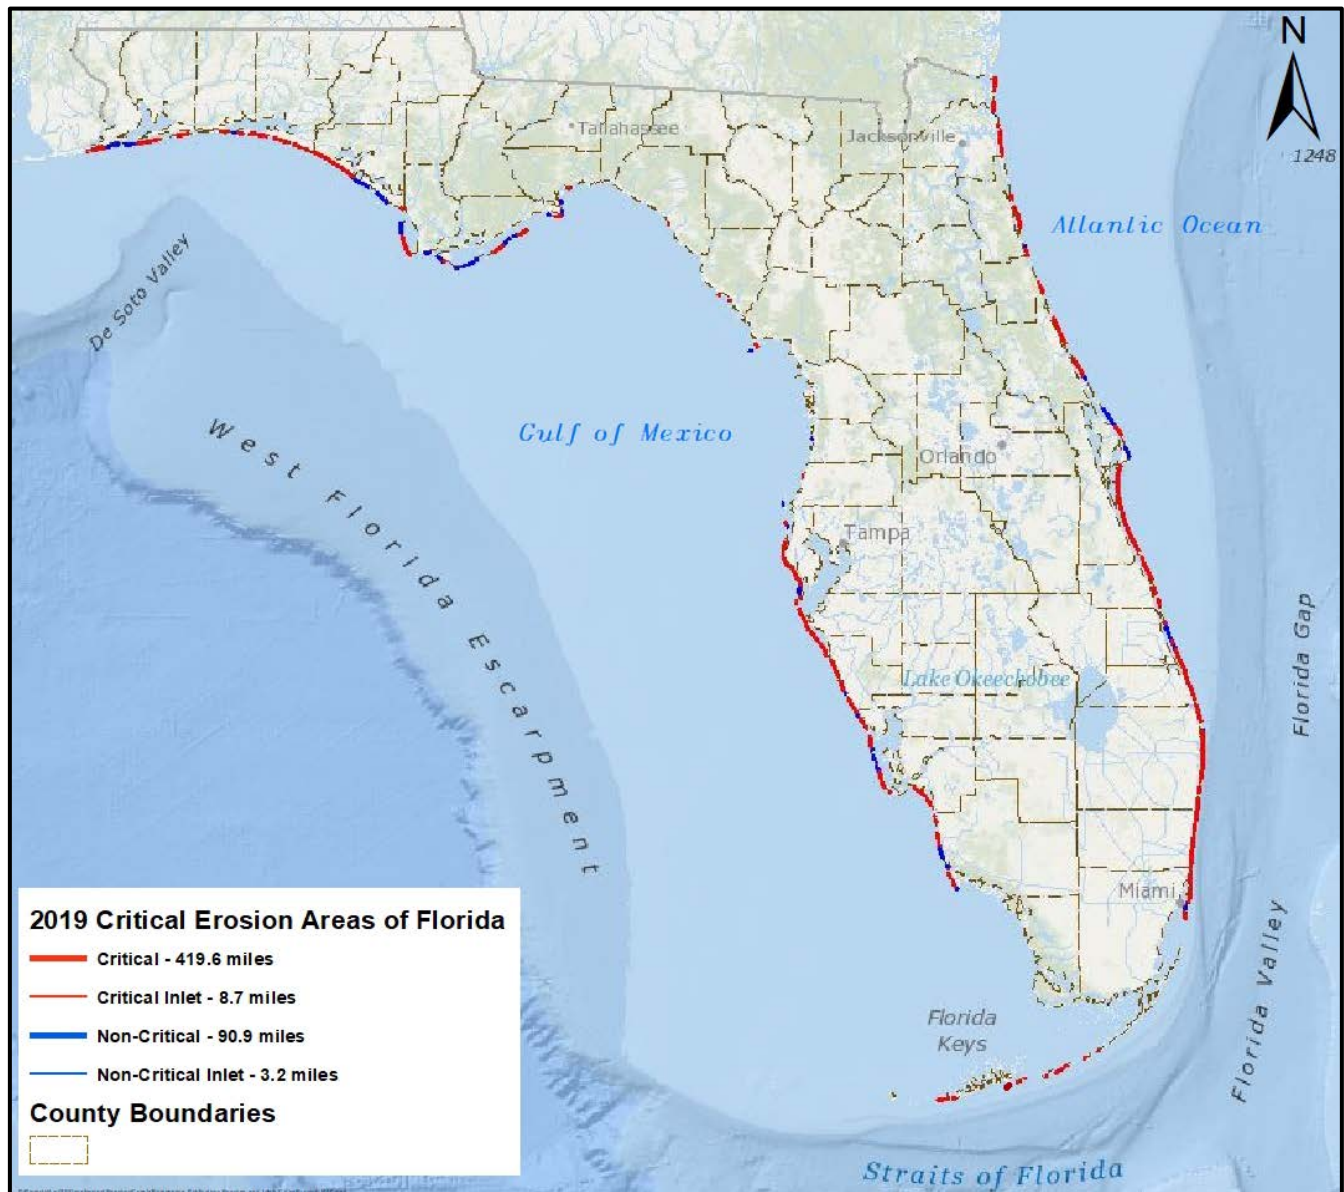 N
1248
Tallahassee
Jacksonville
Atlantic Ocean
De Soto Valley
Gulf of Mexico
West Florida Escarpment
Orlando
Tampa
Florida Gap
Lake Okeechobee
Miami
Florida Valley
Florida
Keys
Straits of Florida
2019 Critical Erosion Areas of Florida
Critical - 419.6 miles
Critical Inlet - 8.7 miles
Non-Critical - 90.9 miles
Non-Critical Inlet - 3.2 miles
County Boundaries